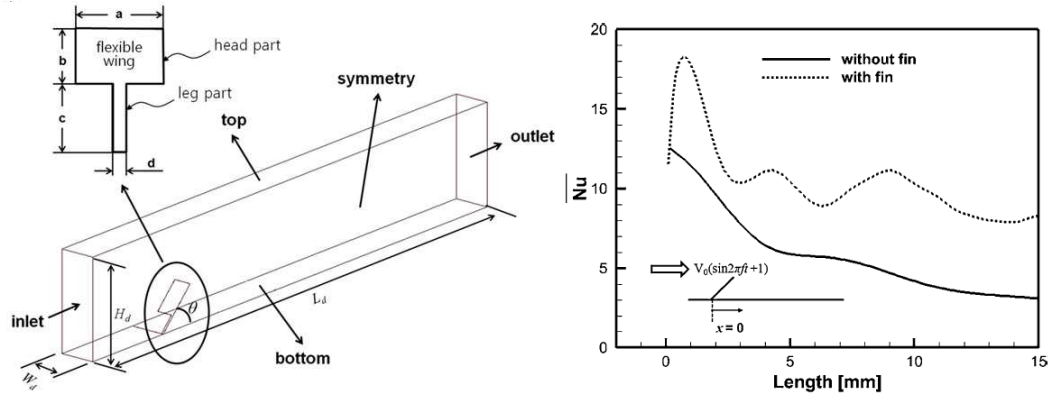 a
b
flexible
wing
head part
c
leg part
d
symmetry
top
outlet
inlet
H_d
θ
L_d
bottom
W_d
20
15
10
5
0
Nu
without fin
with fin
V₀(sin2πft+1)
x = 0
0
5
10
15
Length [mm]